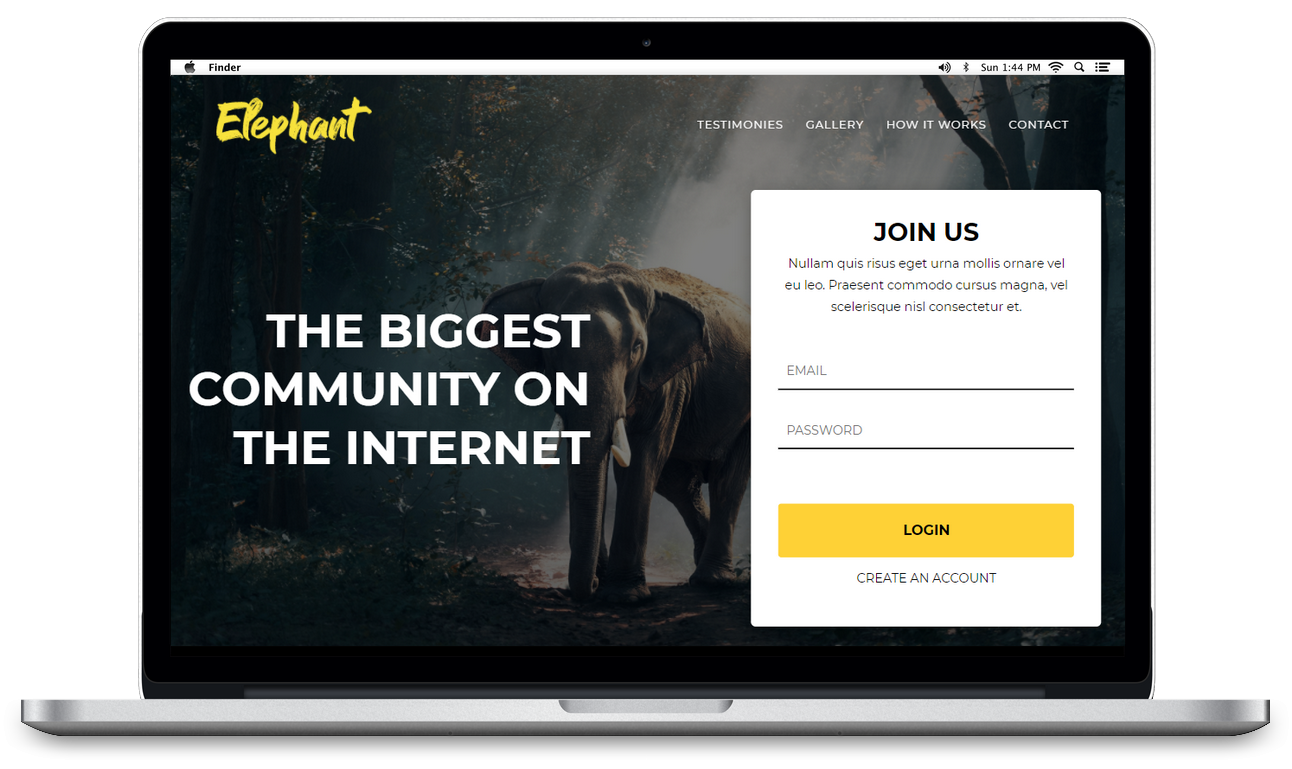 Finder
Sun 1:44 PM
Elephant
TESTIMONIES
GALLERY
HOW IT WORKS
CONTACT
THE BIGGEST
COMMUNITY ON
THE INTERNET
JOIN US
Nullam quis risus eget urna mollis ornare vel
eu leo. Praesent commodo cursus magna, vel
scelerisque nisl consectetur et.
EMAIL
PASSWORD
LOGIN
CREATE AN ACCOUNT